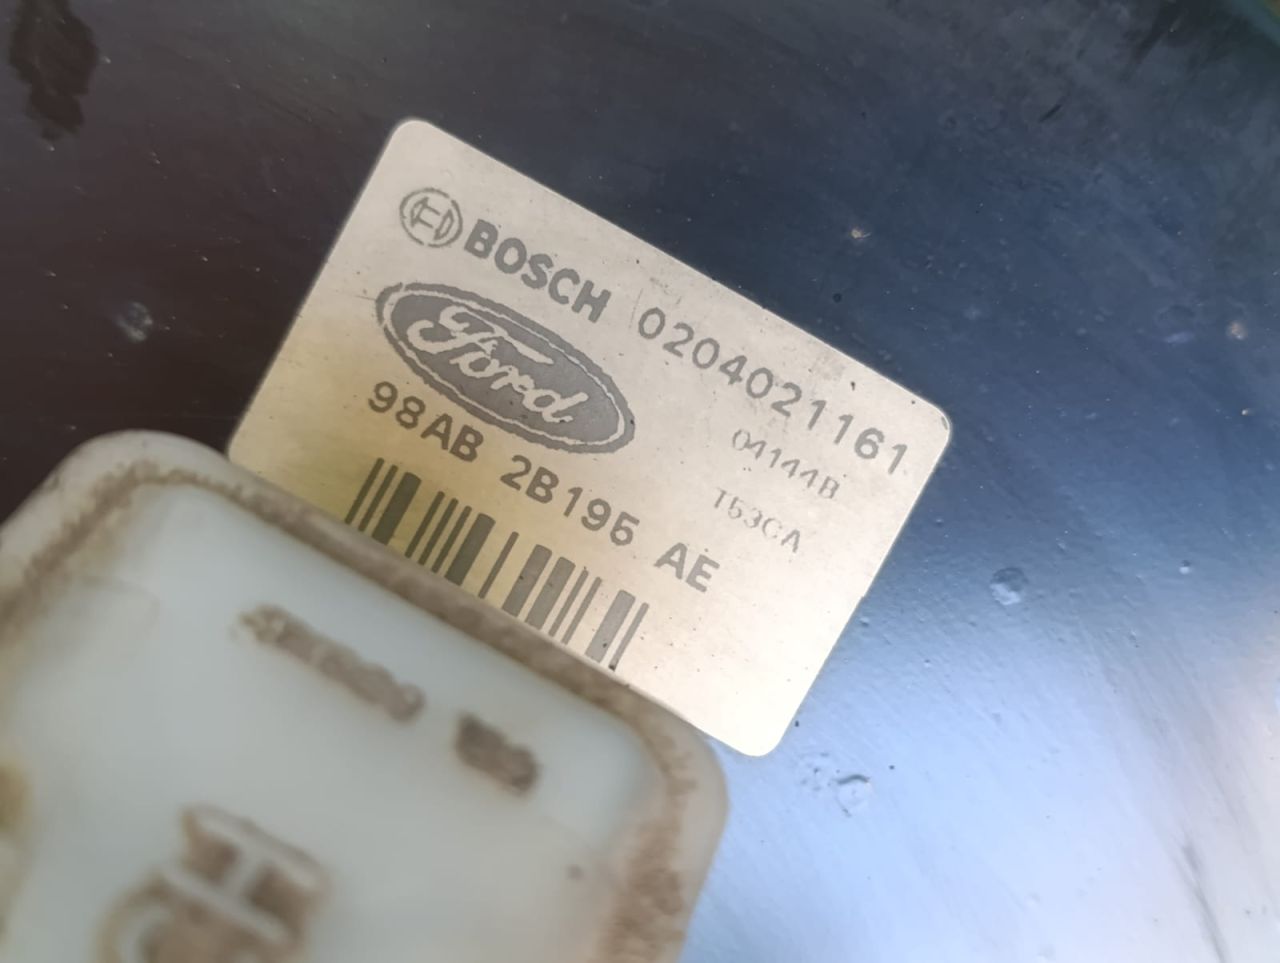 BOSCH 0204021161
Ford
04144B
98AB 2B195 AE
T53CA